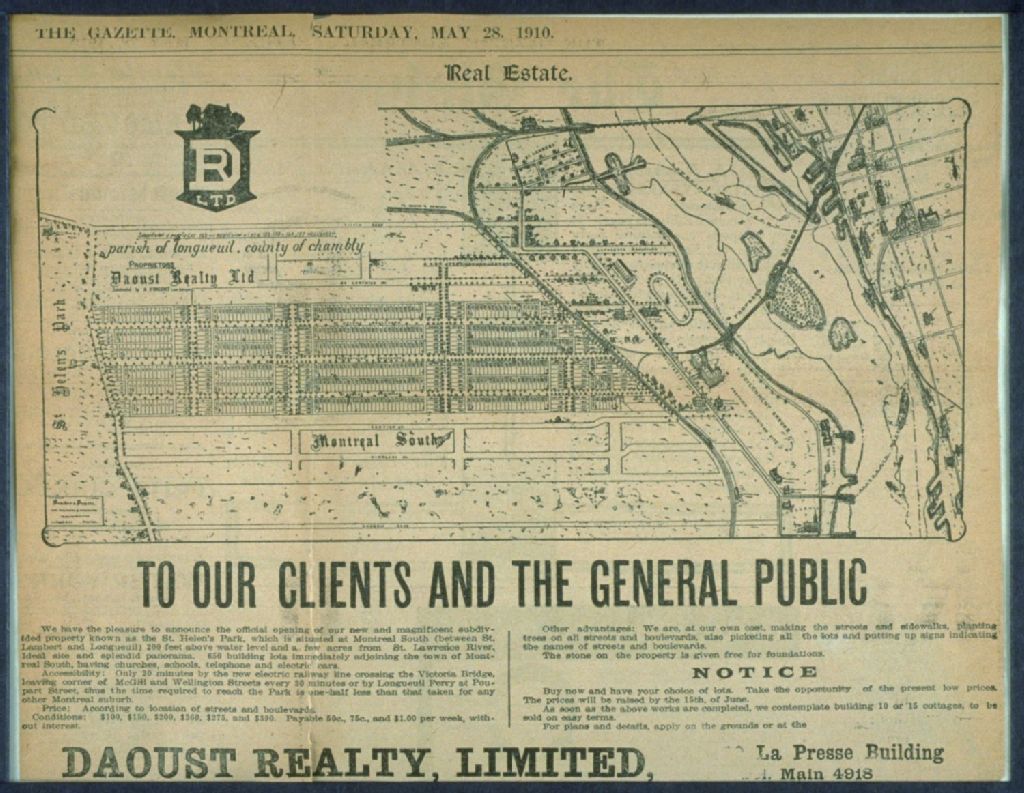 THE GAZETTE, MONTREAL, SATURDAY, MAY 28, 1910.
Real Estate.
DR
LTD
parish of longueuil, county of chambly
PROPRIETORS
Daoust Realty Ltd
St Helen's Park
Montreal South
TO OUR CLIENTS AND THE GENERAL PUBLIC
We have the pleasure to announce the official opening of our new and magnificent subdiv-
ided property known as the St. Helen's Park, which is situated at Montreal South (between St.
Lambert and Longueuil) 200 feet above water level and a few acres from St. Lawrence River,
ideal site and splendid panorama. 650 building lots immediately adjoining the town of Mont-
real South, having churches, schools, telephone and electric cars.
Accessibility: Only 20 minutes by the new electric railway line crossing the Victoria Bridge,
leaving corner of McGill and Wellington Streets every 30 minutes or by Longueuil Ferry at Pou-
part Street, thus the time required to reach the Park is one-half less than that taken for any
other Montreal suburb.
Price: According to location of streets and boulevards.
Conditions: $100, $150, $200, $275, and Payable 50c., 75c., and $1.00 per week, with-
out interest.
Other advantages: We are, at our own cost, making the streets and sidewalks, planting
trees on all streets and boulevards, also picketing all the lots and putting up signs indicating
the names of streets and boulevards.
The stone on the property is given free for foundations.
NOTICE
Buy now and have your choice of lots. Take the opportunity of the present low prices.
The prices will be raised by the 15th. of June.
As soon as the above works are completed, we contemplate building 10 or 15 cottages, to be
sold on easy terms.
For plans and details, apply on the grounds or at the
DAOUST REALTY, LIMITED,
La Presse Building
Main 4918